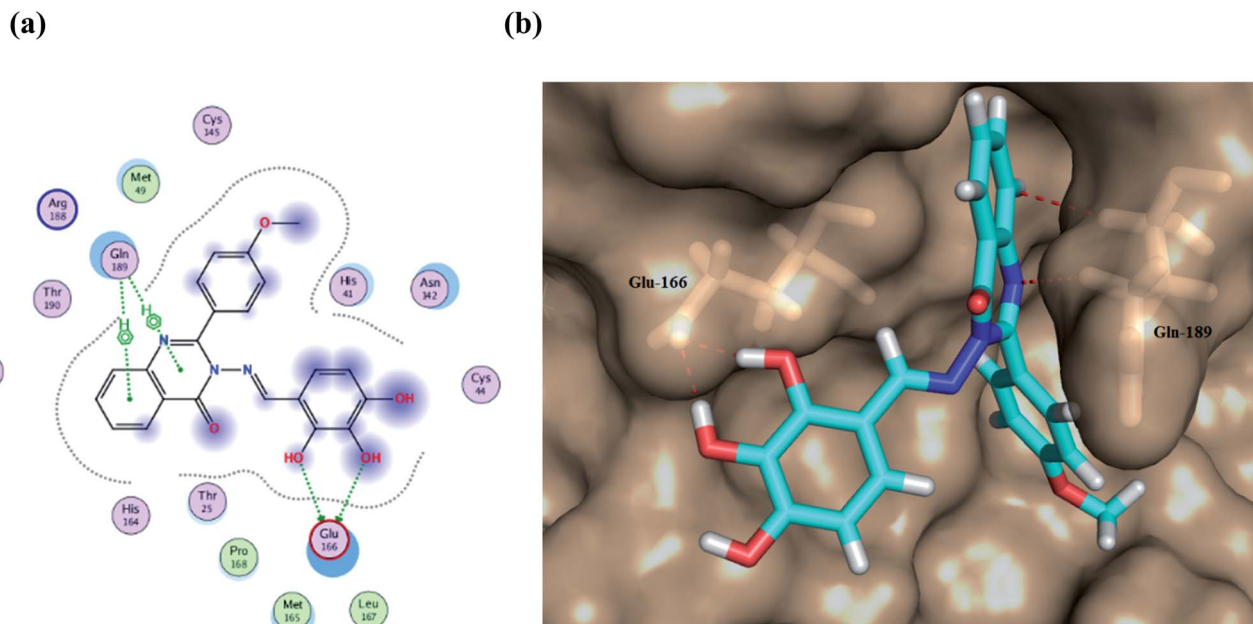 (a)
(b)
Cys
145
Met
49
Arg
188
Gln
189
Thr
190
O
His
41
Asn
142
H
H
N
N
N
O
OH
HO
OH
Cys
44
His
164
Thr
25
Glu
166
Pro
168
Met
165
Leu
167
Glu-166
Gln-189